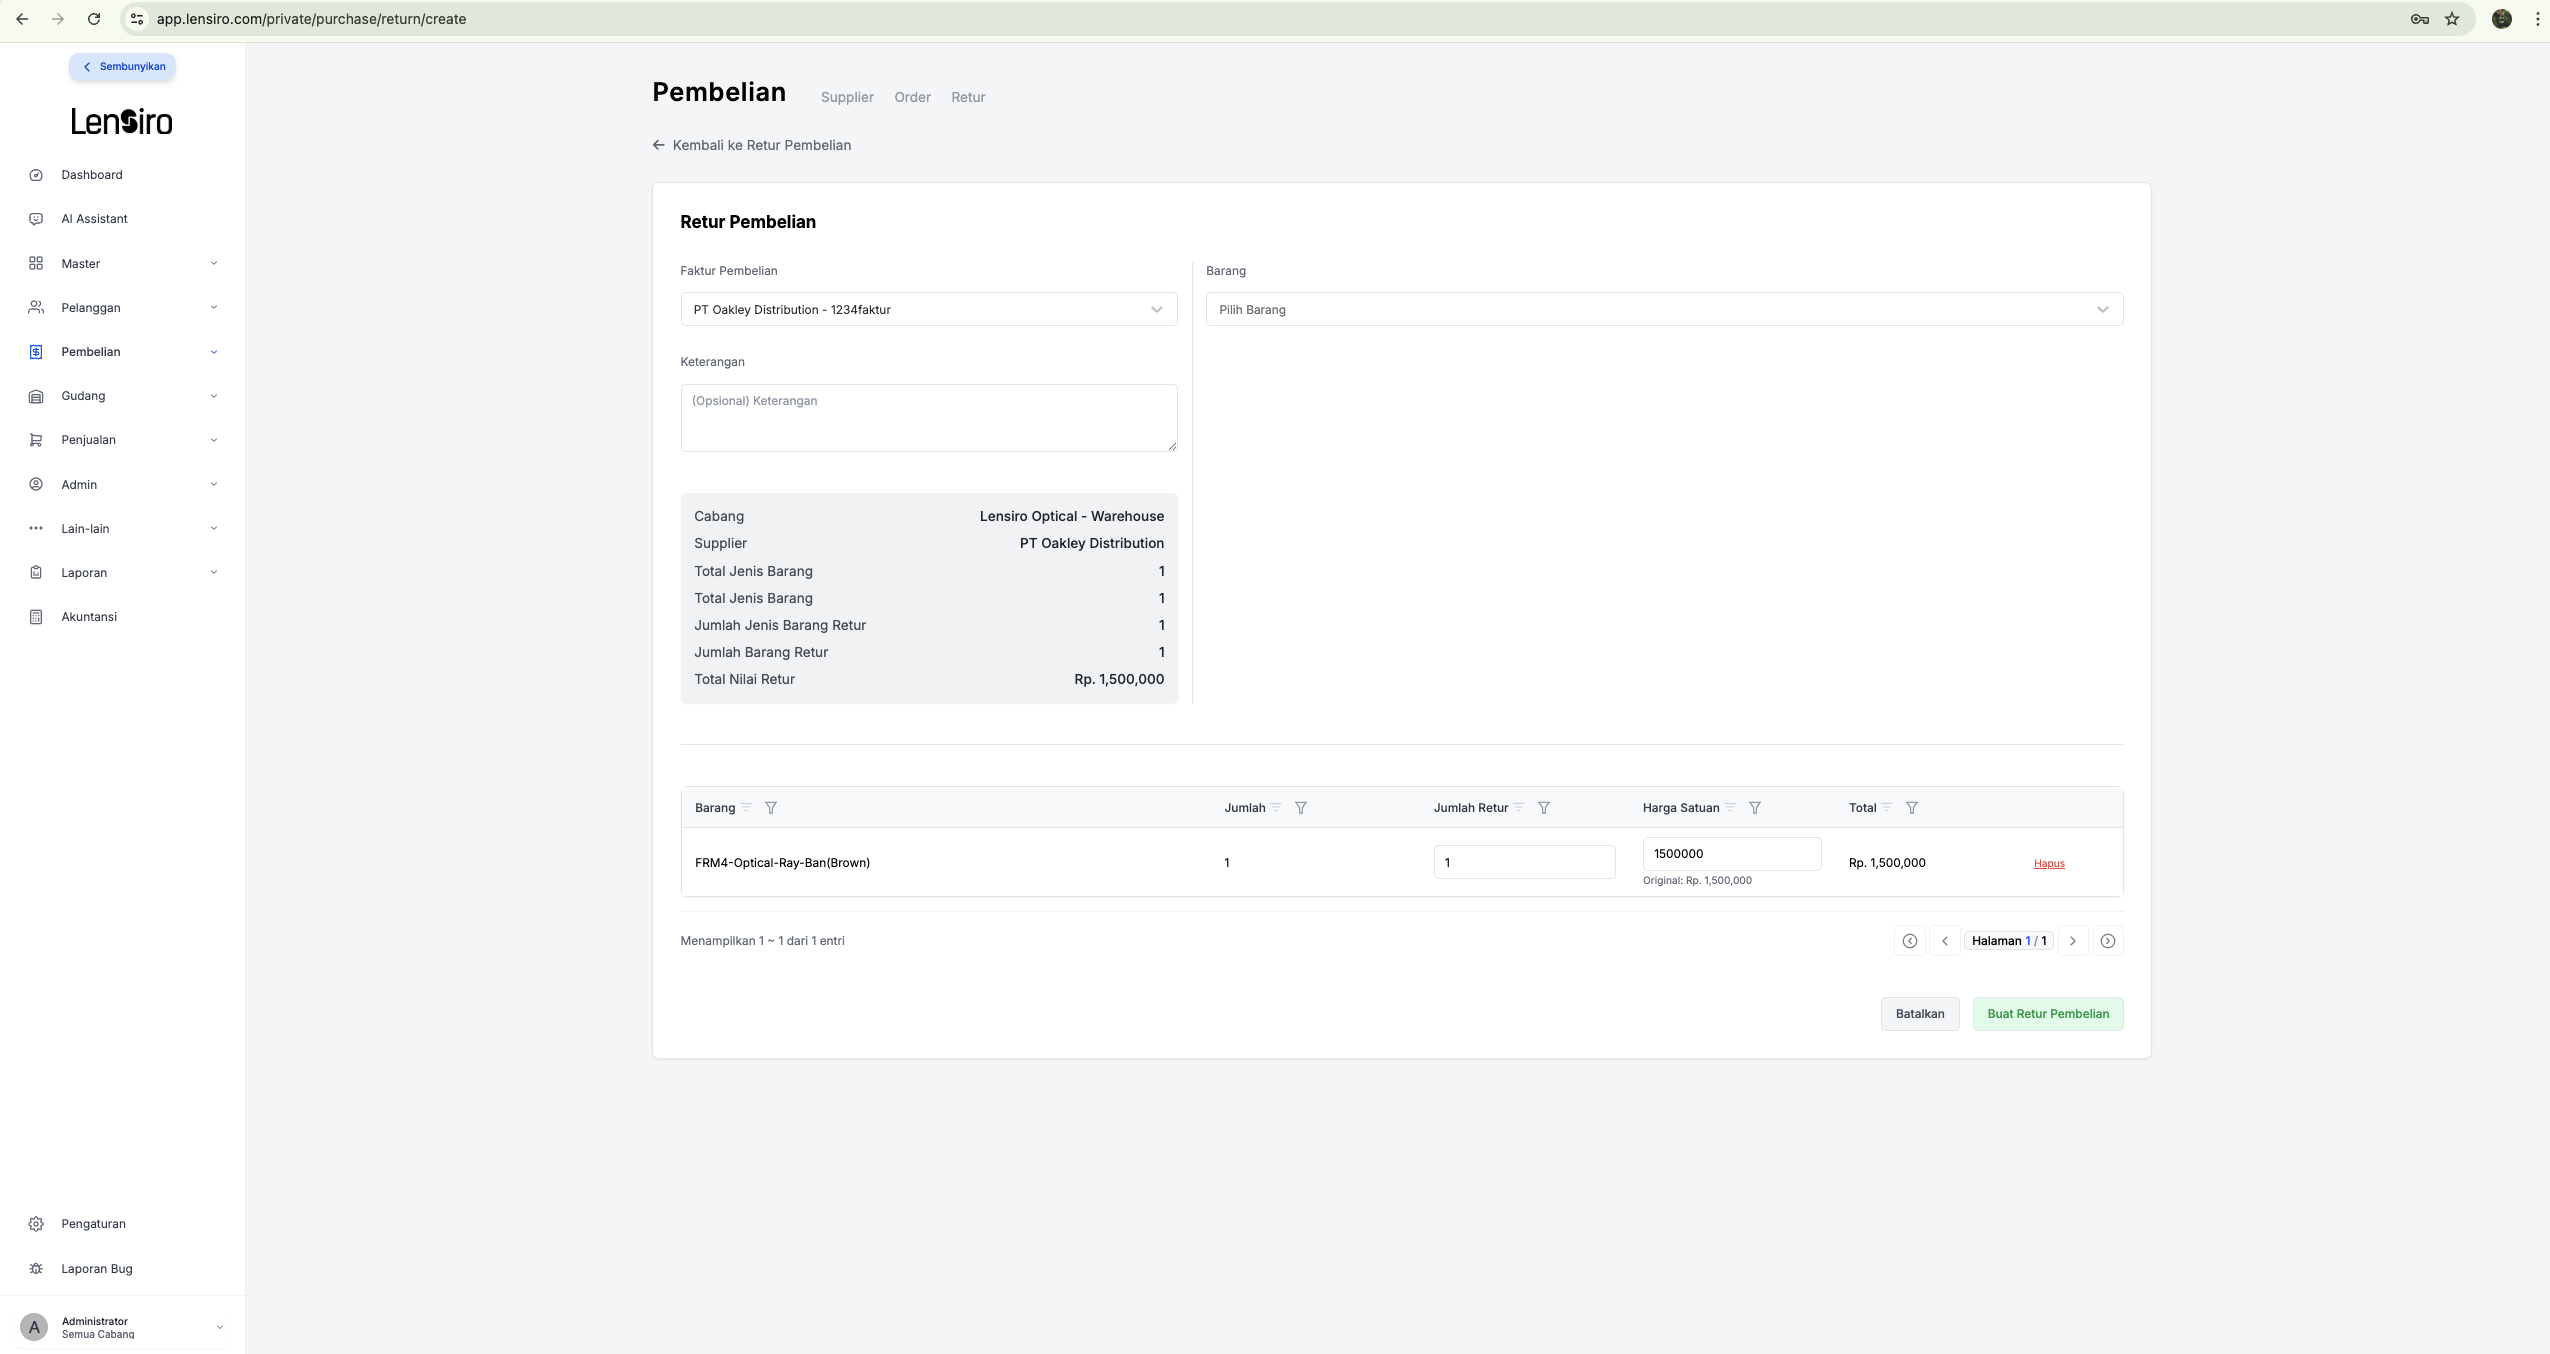 app.lensiro.com/private/purchase/return/create
Sembunyikan
Lensiro
Dashboard
AI Assistant
Master
Pelanggan
Pembelian
Gudang
Penjualan
Admin
Lain-lain
Laporan
Akuntansi
Pengaturan
Laporan Bug
A
Administrator
Semua Cabang
Pembelian Supplier Order Retur
Kembali ke Retur Pembelian
Retur Pembelian
Faktur Pembelian
PT Oakley Distribution - 1234faktur
Keterangan
(Opsional) Keterangan
Cabang Lensiro Optical - Warehouse
Supplier PT Oakley Distribution
Total Jenis Barang 1
Total Jenis Barang 1
Jumlah Jenis Barang Retur 1
Jumlah Barang Retur 1
Total Nilai Retur Rp. 1,500,000
Barang
Pilih Barang
Barang Jumlah Jumlah Retur Harga Satuan Total
FRM4-Optical-Ray-Ban(Brown) 1 1 1500000 Rp. 1,500,000 Hapus
Original: Rp. 1,500,000
Menampilkan 1 ~ 1 dari 1 entri Halaman 1 / 1
Batalkan Buat Retur Pembelian